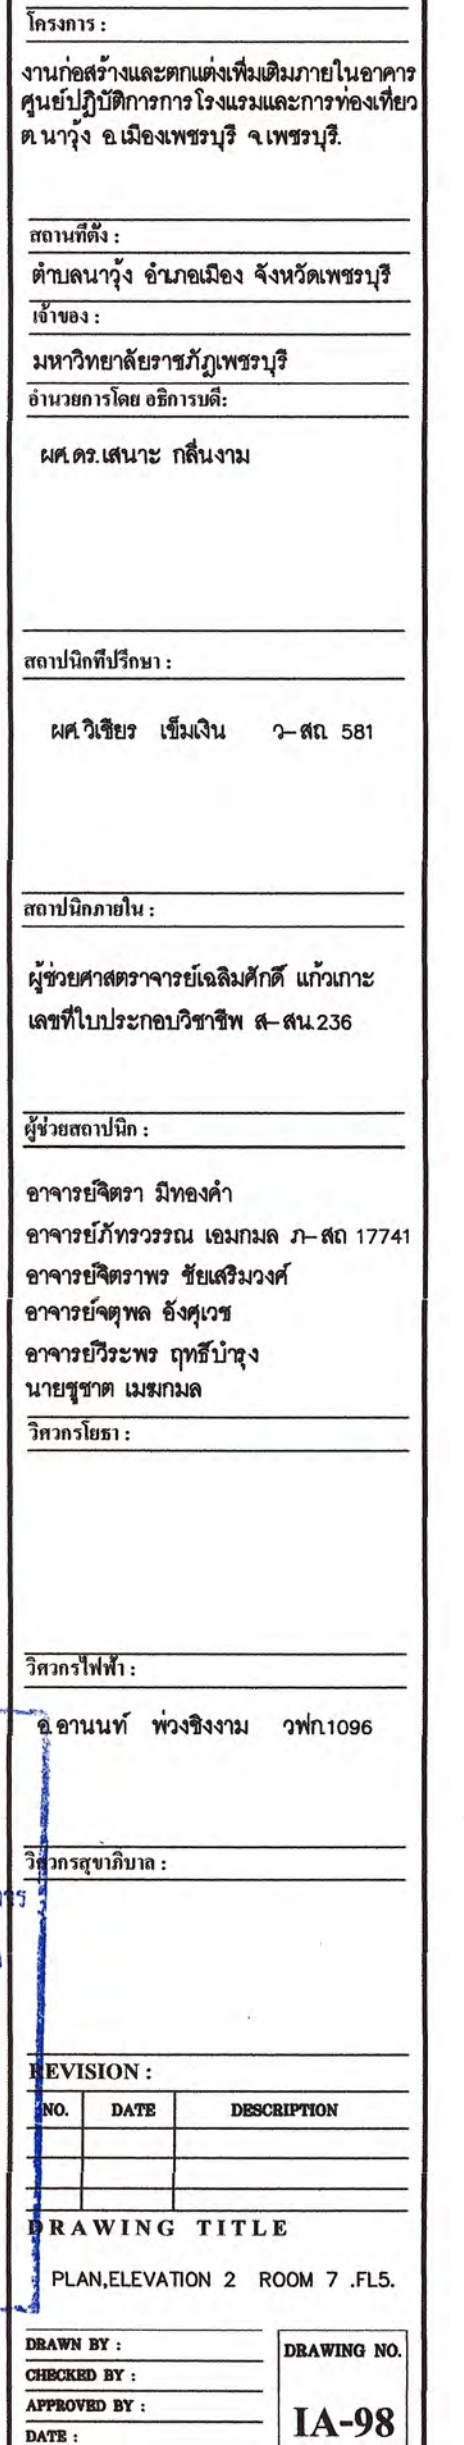 โครงการ :
งานก่อสร้างและตกแต่งเพิ่มเติมภายในอาคาร
ศูนย์ปฏิบัติการการโรงแรมและการท่องเที่ยว
ต.นาวุ้ง อ.เมืองเพชรบุรี จ.เพชรบุรี.
สถานที่ตั้ง :
ตำบลนาวุ้ง อำเภอเมือง จังหวัดเพชรบุรี
เจ้าของ :
มหาวิทยาลัยราชภัฏเพชรบุรี
อำนวยการโดย อธิการบดี:
ผศ.ดร.เสนาะ กลิ่นงาม
สถาปนิกที่ปรึกษา :
ผศ.วิเชียร เข็มเงิน ว-สถ. 581
สถาปนิกภายใน :
ผู้ช่วยศาสตราจารย์เฉลิมศักดิ์ แก้วเกาะ
เลขที่ใบประกอบวิชาชีพ ส-สน.236
ผู้ช่วยสถาปนิก :
อาจารย์จิตรา มีทองคำ
อาจารย์ภัทรวรรณ เอมกมล ภ-สถ 17741
อาจารย์จิตราพร ชัยเสริมวงศ์
อาจารย์จตุพล อังศุเวช
อาจารย์วีระพร ฤทธิ์บำรุง
นายชูชาต เมฆกมล
วิศวกรโยธา :
วิศวกรไฟฟ้า :
อ.อานนท์ พ่วงชิงงาม วฟก.1096
วิศวกรสุขาภิบาล :
REVISION :
NO. DATE DESCRIPTION
DRAWING TITLE
PLAN,ELEVATION 2 ROOM 7 .FL5.
DRAWN BY :
CHECKED BY :
APPROVED BY :
DATE :
DRAWING NO.
IA-98